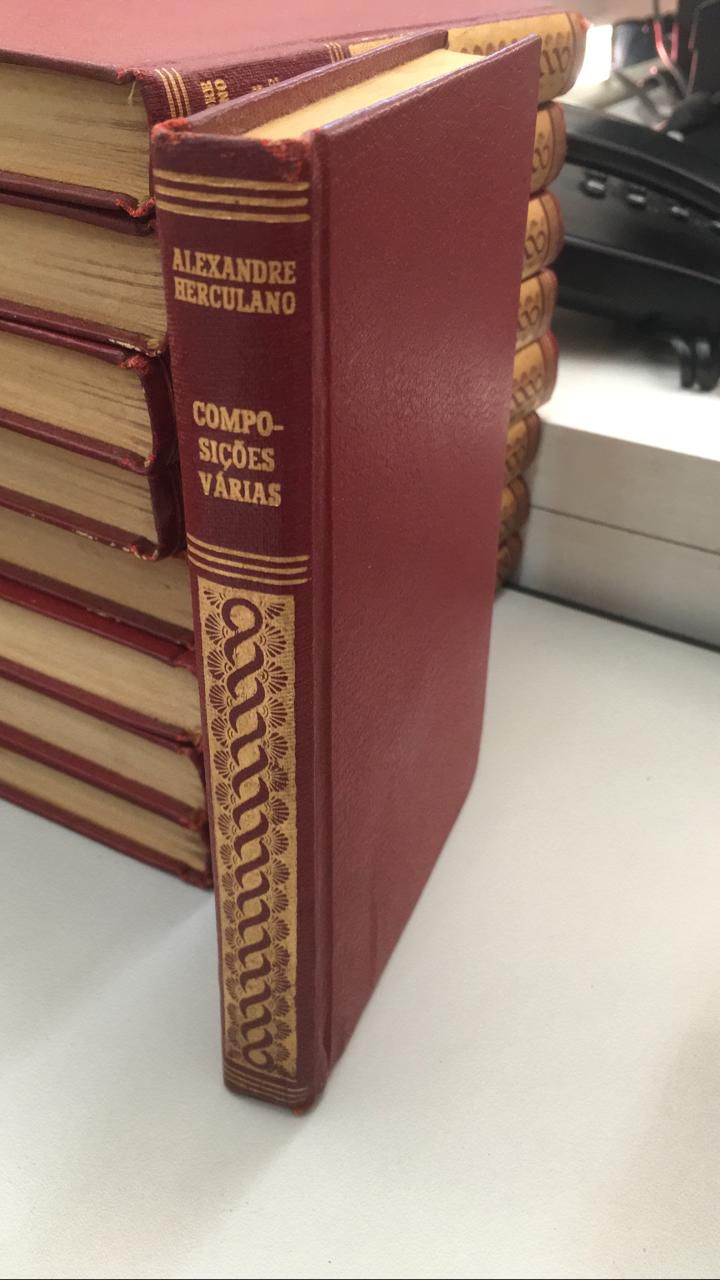 ALEXANDRE
HERCULANO
COMPO-
SIÇÕES
VÁRIAS